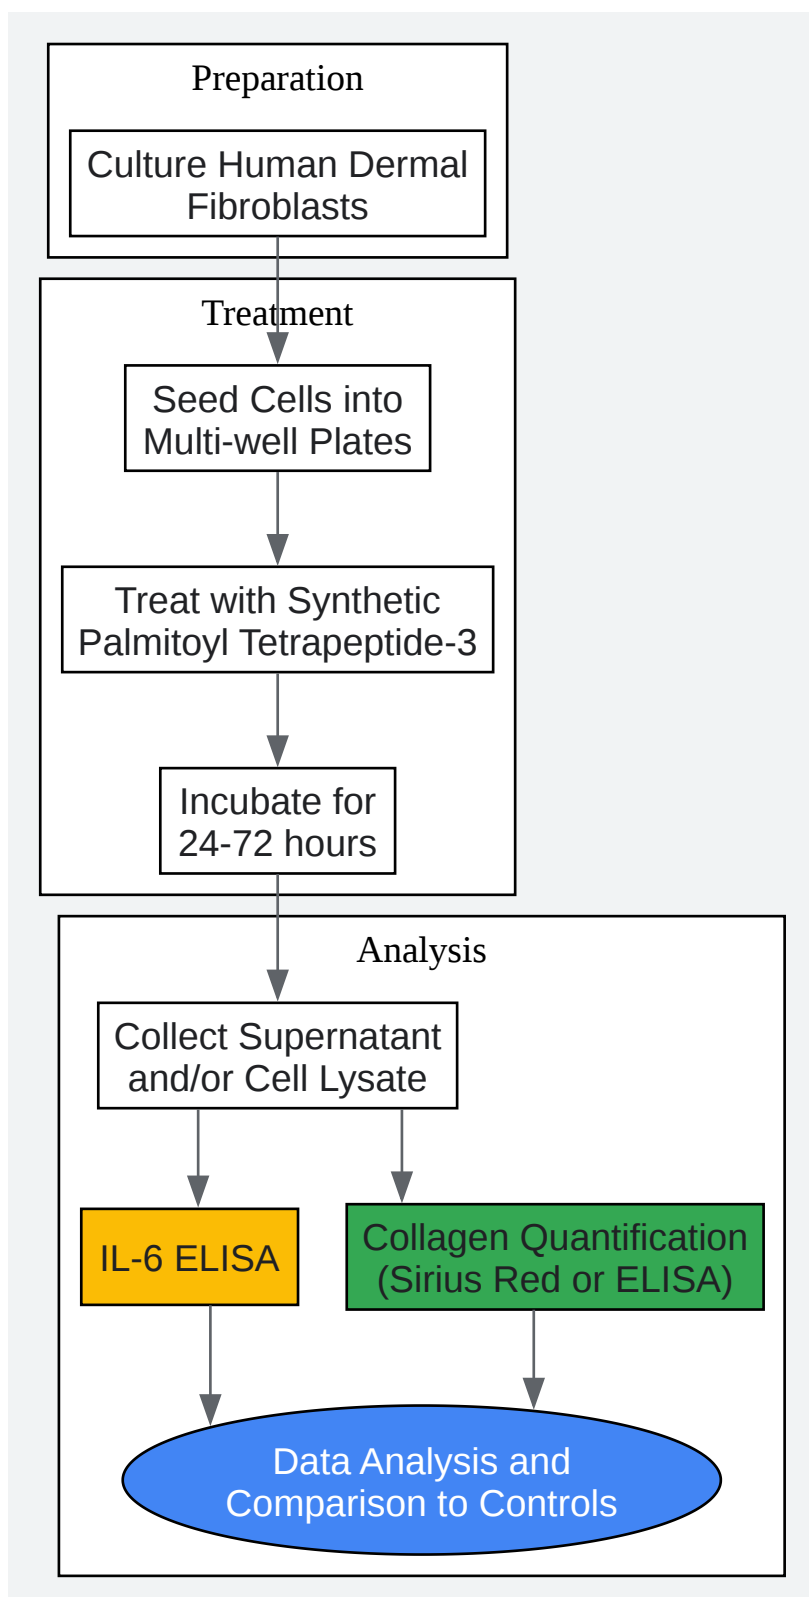 Preparation
Culture Human Dermal
Fibroblasts
Treatment
Seed Cells into
Multi-well Plates
Treat with Synthetic
Palmitoyl Tetrapeptide-3
Incubate for
24-72 hours
Analysis
Collect Supernatant
and/or Cell Lysate
IL-6 ELISA
Collagen Quantification
(Sirius Red or ELISA)
Data Analysis and
Comparison to Controls